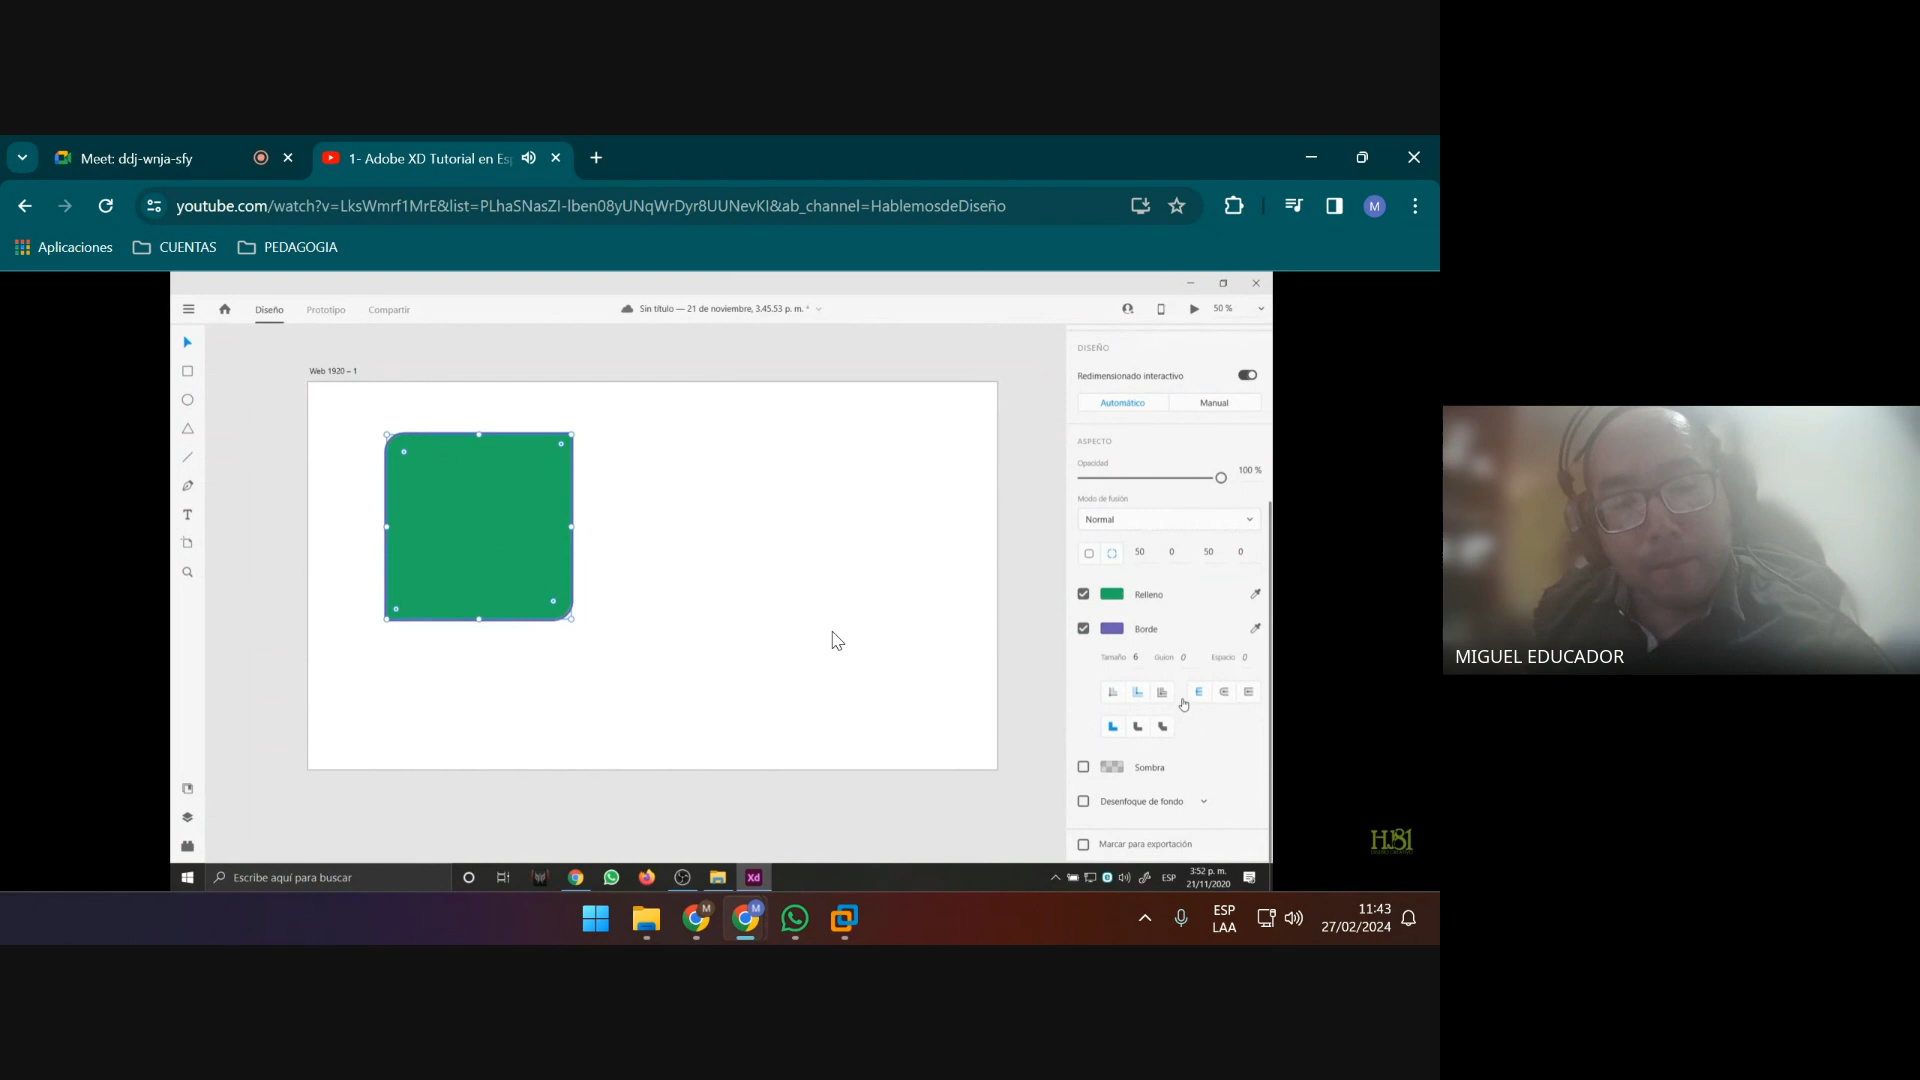 Meet: ddj-wnja-sfy
1- Adobe XD Tutorial en Es
youtube.com/watch?v=LksWmrf1MrE&list=PLhaSNasZI-lben08yUNqWrDyr8UUNevKI&ab_channel=HablemosdeDiseño
M
Aplicaciones
CUENTAS
PEDAGOGIA
Diseño
Prototipo
Compartir
Sin título — 21 de noviembre, 3.45.53 p. m. *
50 %
Web 1920 – 1
DISEÑO
Redimensionado interactivo
Automático
Manual
ASPECTO
Opacidad
100 %
Modo de fusión
Normal
50 0 50 0
Relleno
Borde
Tamaño 6 Guion 0 Espacio 0
Sombra
Desenfoque de fondo
Marcar para exportación
HJ81
Escribe aquí para buscar
Xd
ESP
3:52 p. m.
21/11/2020
M
M
ESP
LAA
11:43
27/02/2024
MIGUEL EDUCADOR